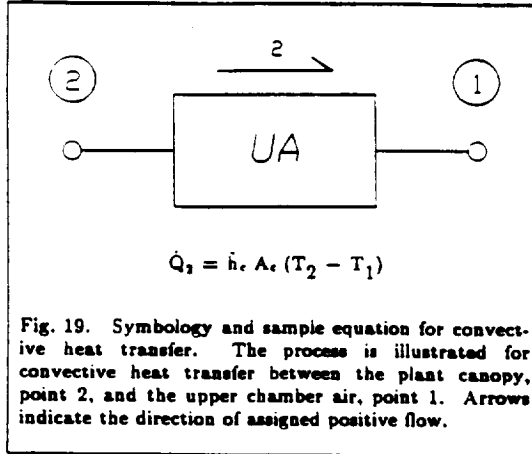 2
2 1
UA
Q̇₂ = ḣc Ac (T₂ − T₁)
Fig. 19. Symbology and sample equation for convect-
ive heat transfer. The process is illustrated for
convective heat transfer between the plant canopy,
point 2, and the upper chamber air, point 1. Arrows
indicate the direction of assigned positive flow.